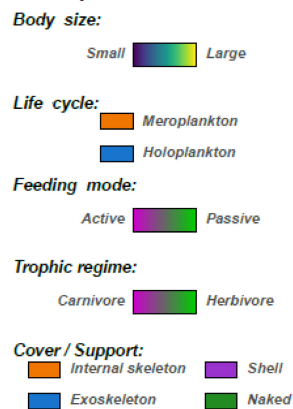 Body size:
Small Large
Life cycle:
Meroplankton
Holoplankton
Feeding mode:
Active Passive
Trophic regime:
Carnivore Herbivore
Cover / Support:
Internal skeleton Shell
Exoskeleton Naked